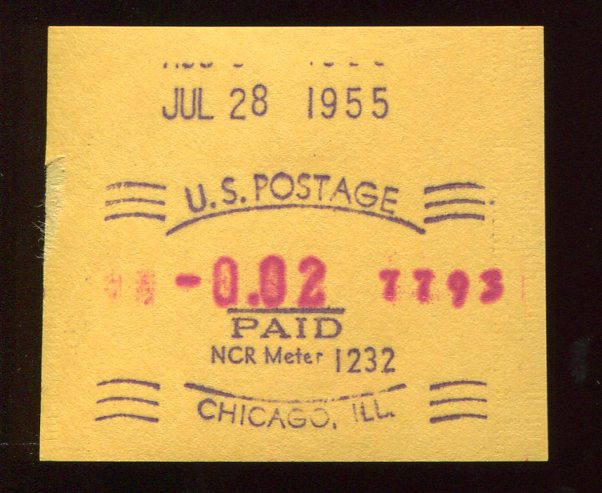 JUL 28 1955
U.S. POSTAGE
-0.02 7793
PAID
NCR Meter 1232
CHICAGO, ILL.